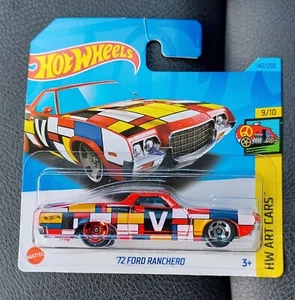 HOT WHEELS
142/250
9/10
V
HW ART CARS
V
'72 FORD RANCHERO
MATTEL
3+